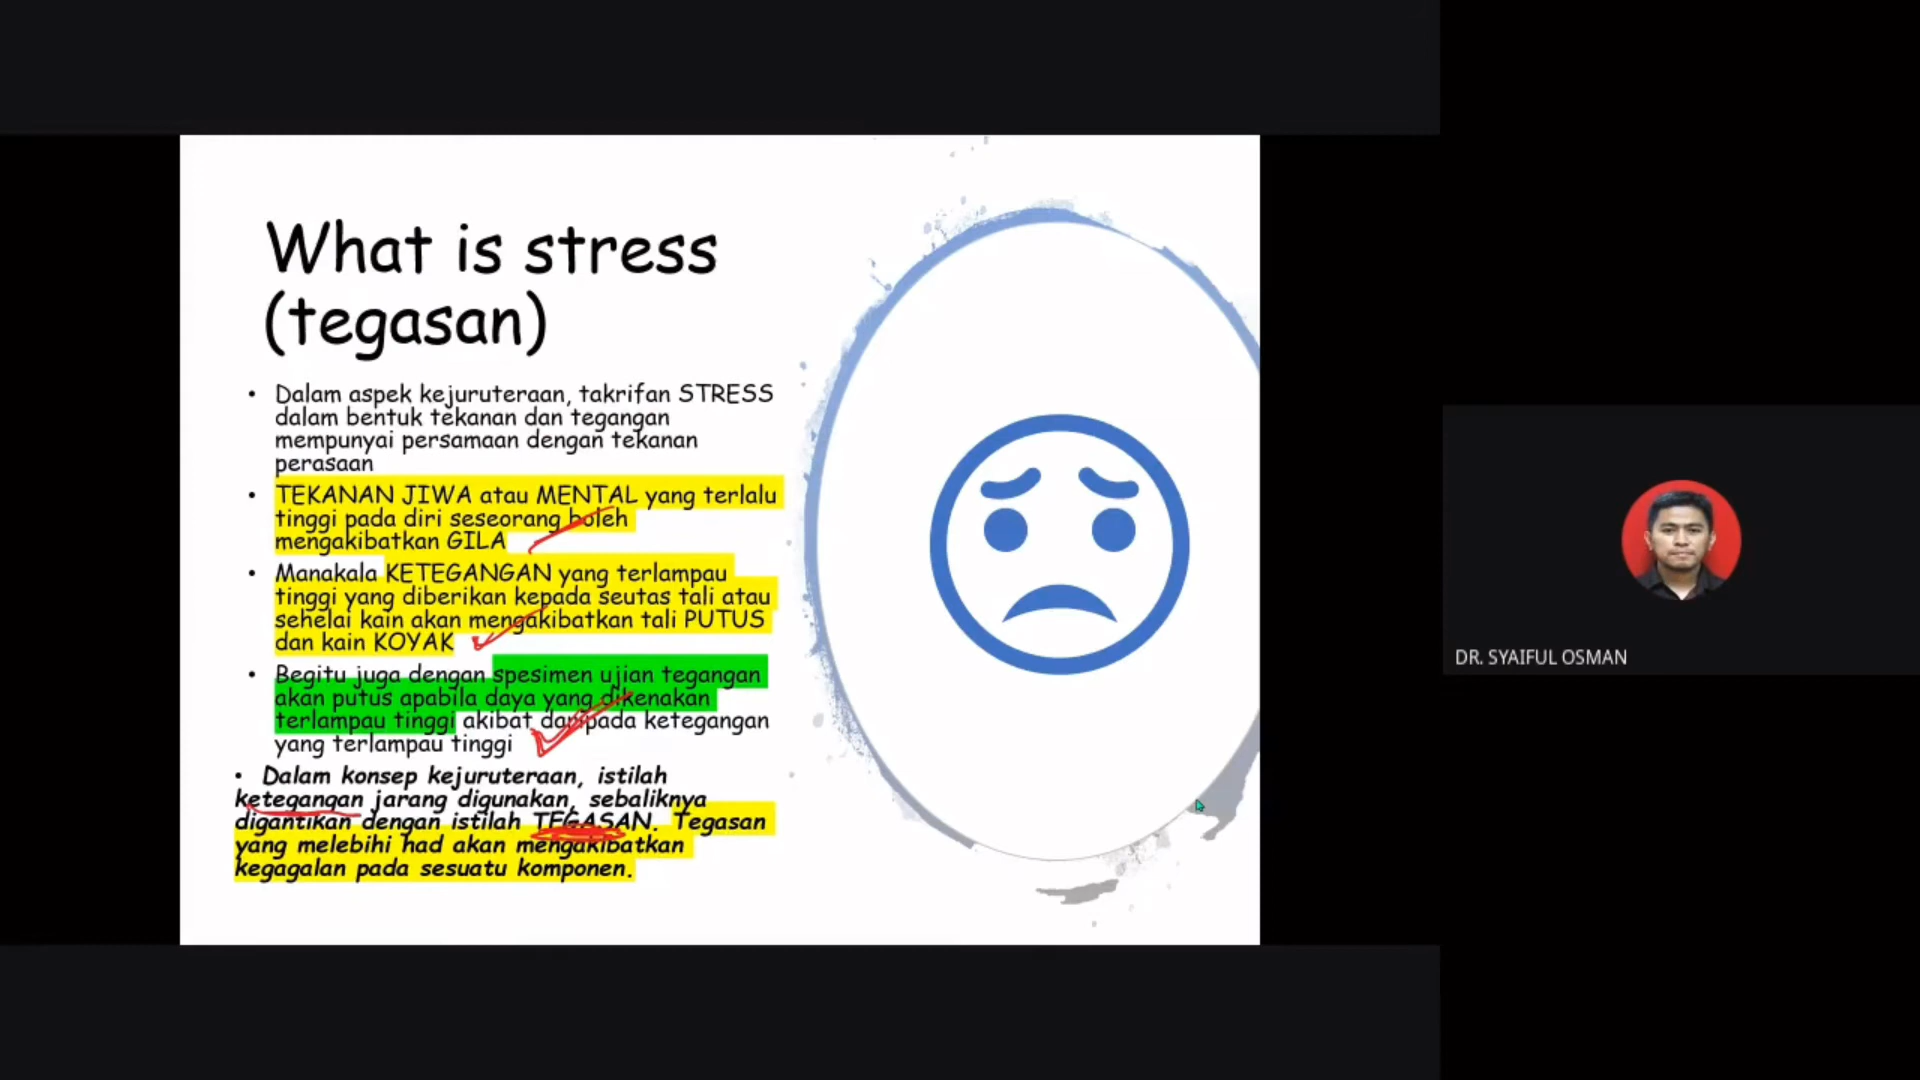 What is stress
(tegasan)
• Dalam aspek kejuruteraan, takrifan STRESS
dalam bentuk tekanan dan tegangan
mempunyai persamaan dengan tekanan
perasaan
• TEKANAN JIWA atau MENTAL yang terlalu
tinggi pada diri seseorang boleh
mengakibatkan GILA
• Manakala KETEGANGAN yang terlampau
tinggi yang diberikan kepada seutas tali atau
sehelai kain akan mengakibatkan tali PUTUS
dan kain KOYAK
• Begitu juga dengan spesimen ujian tegangan
akan putus apabila daya yang dikenakan
terlampau tinggi akibat daripada ketegangan
yang terlampau tinggi
• Dalam konsep kejuruteraan, istilah
ketegangan jarang digunakan, sebaliknya
digantikan dengan istilah TEGASAN. Tegasan
yang melebihi had akan mengakibatkan
kegagalan pada sesuatu komponen.
DR. SYAIFUL OSMAN